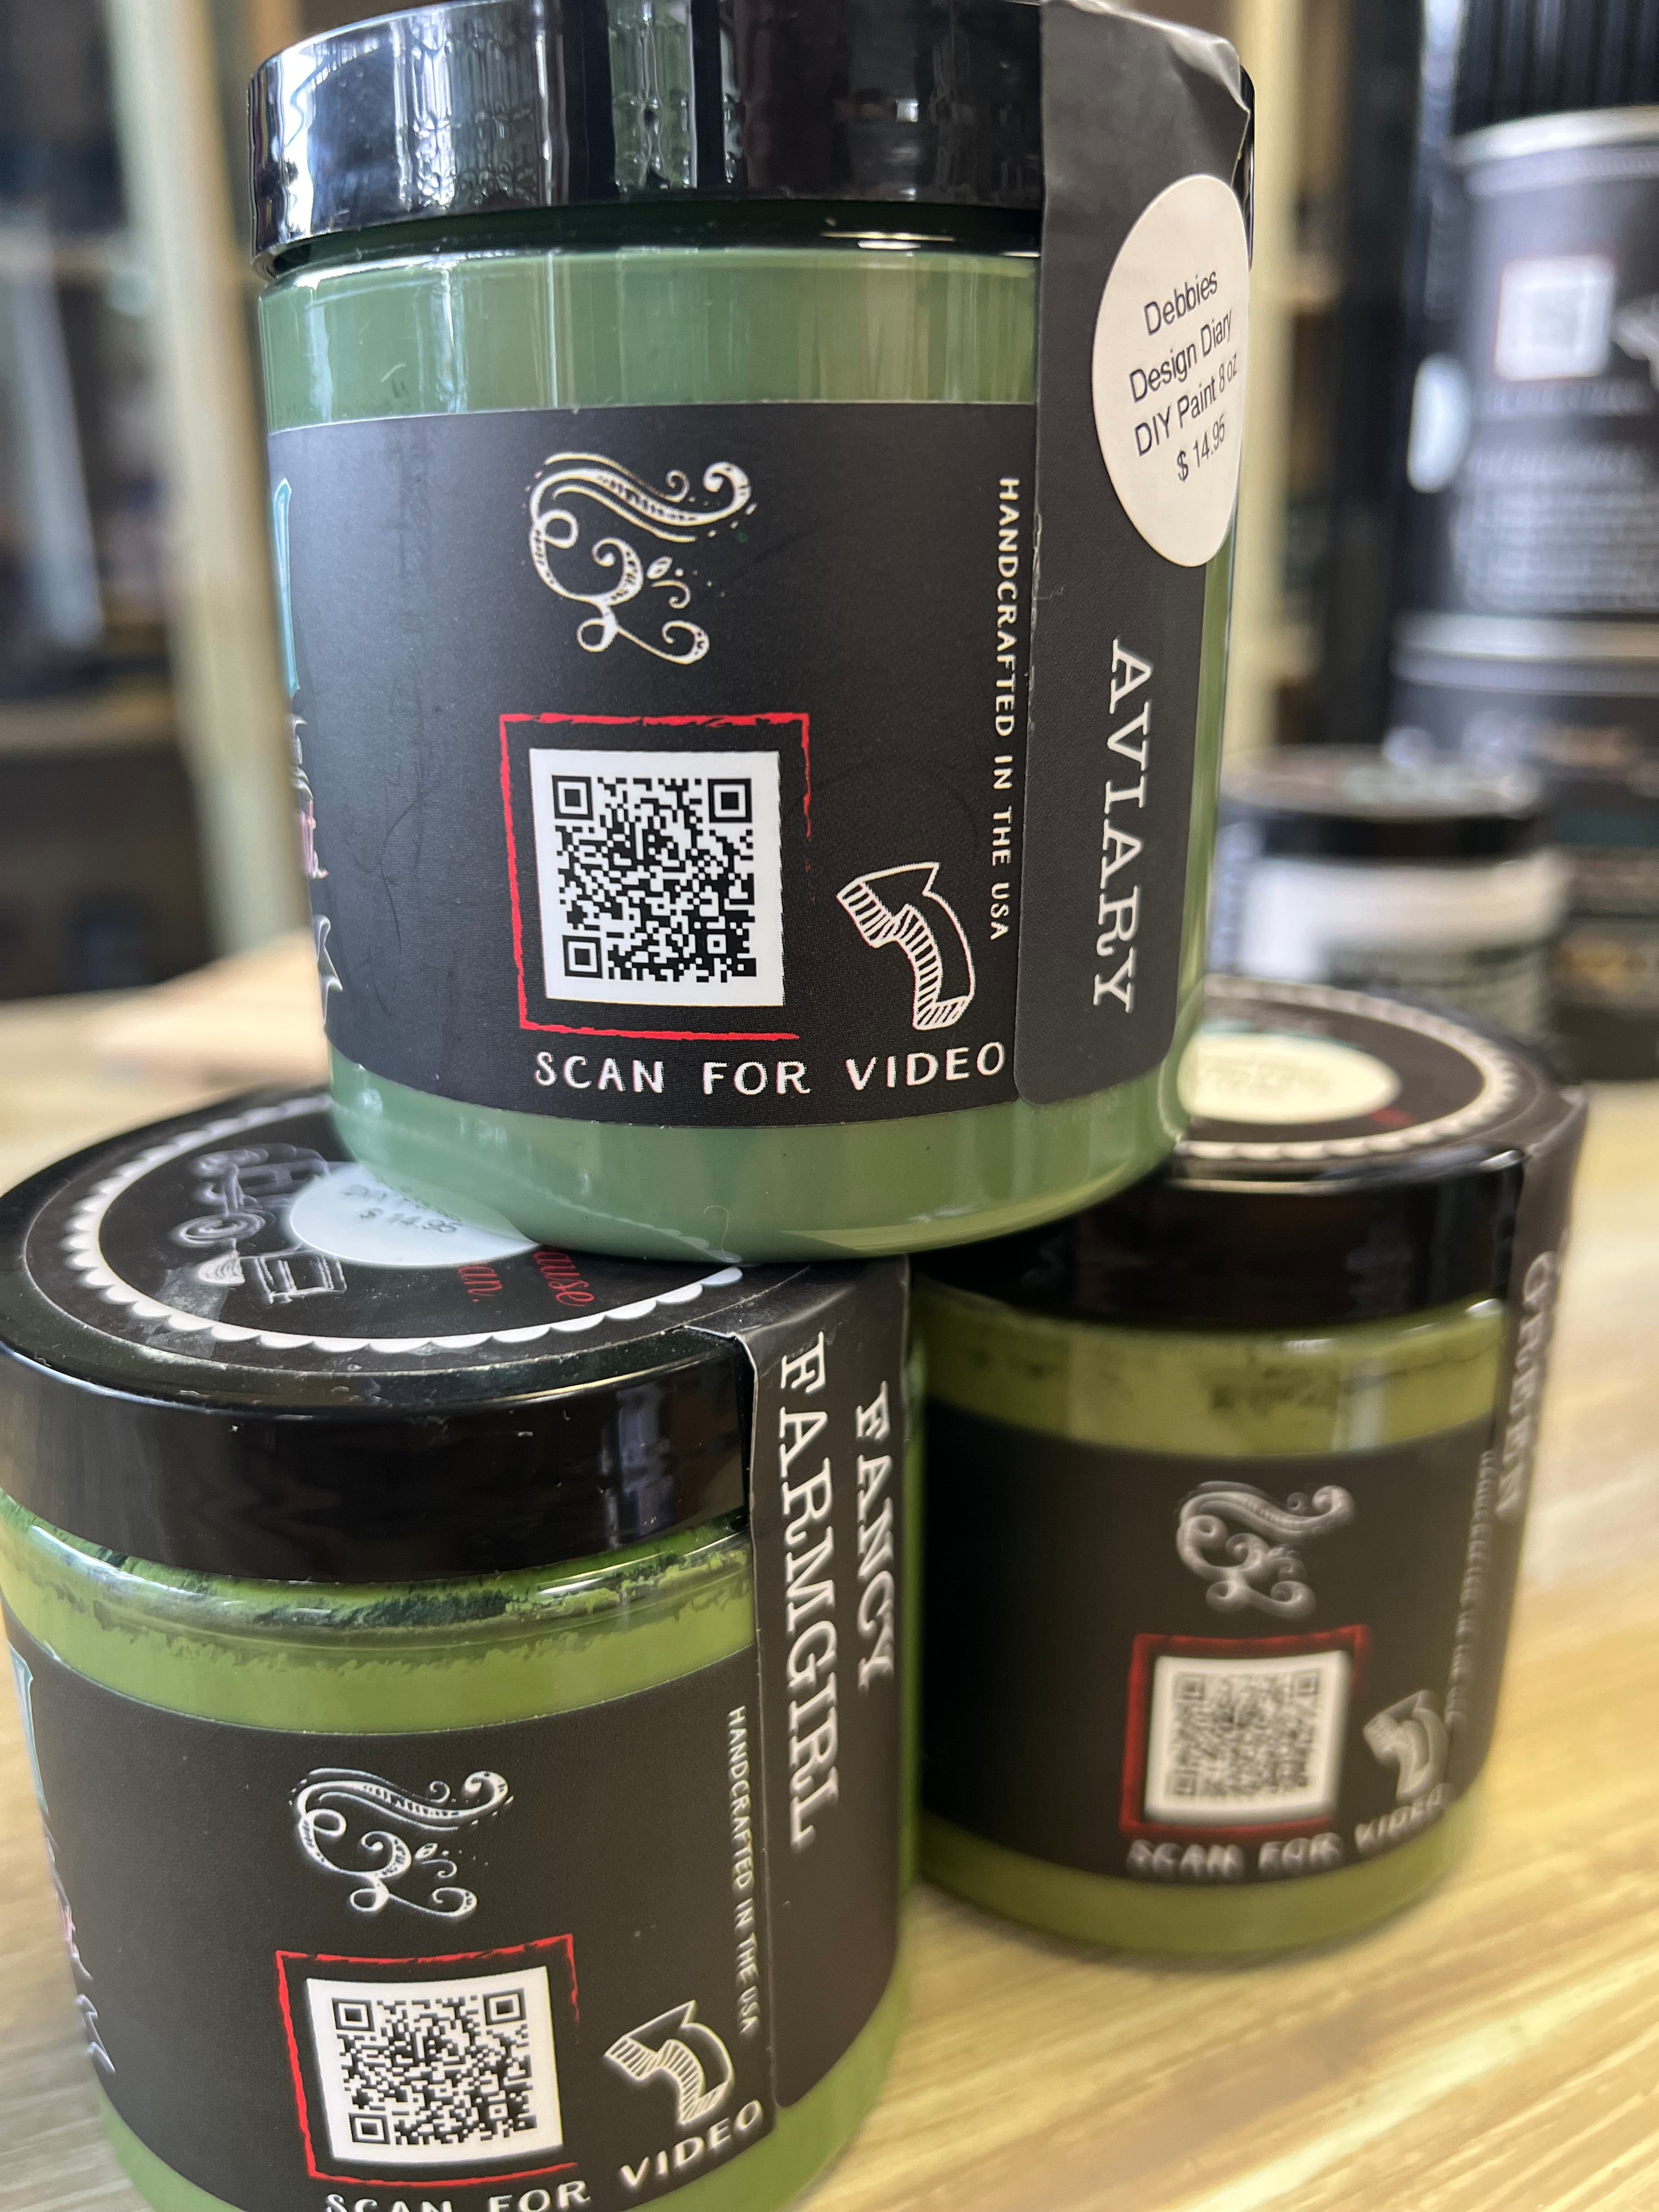 Debbies
Design Diary
DIY Paint 8 oz
$ 14.95
HANDCRAFTED IN THE USA
AVIARY
SCAN FOR VIDEO
$ 14.95
FANCY
FARMGIRL
HANDCRAFTED IN THE USA
SCAN FOR VIDEO
GREEN
SCAN FOR VIDEO